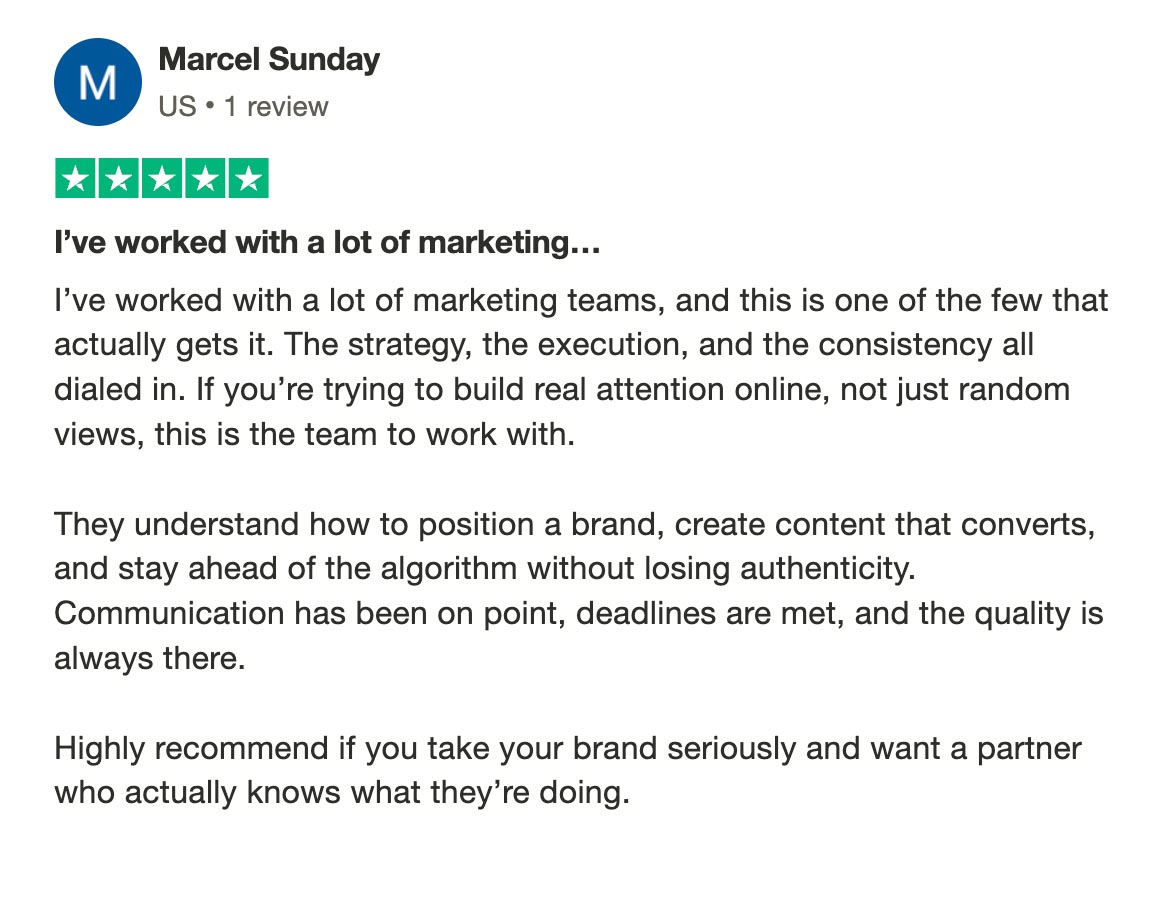 M
Marcel Sunday
US • 1 review
I’ve worked with a lot of marketing…
I’ve worked with a lot of marketing teams, and this is one of the few that
actually gets it. The strategy, the execution, and the consistency all
dialed in. If you’re trying to build real attention online, not just random
views, this is the team to work with.
They understand how to position a brand, create content that converts,
and stay ahead of the algorithm without losing authenticity.
Communication has been on point, deadlines are met, and the quality is
always there.
Highly recommend if you take your brand seriously and want a partner
who actually knows what they’re doing.